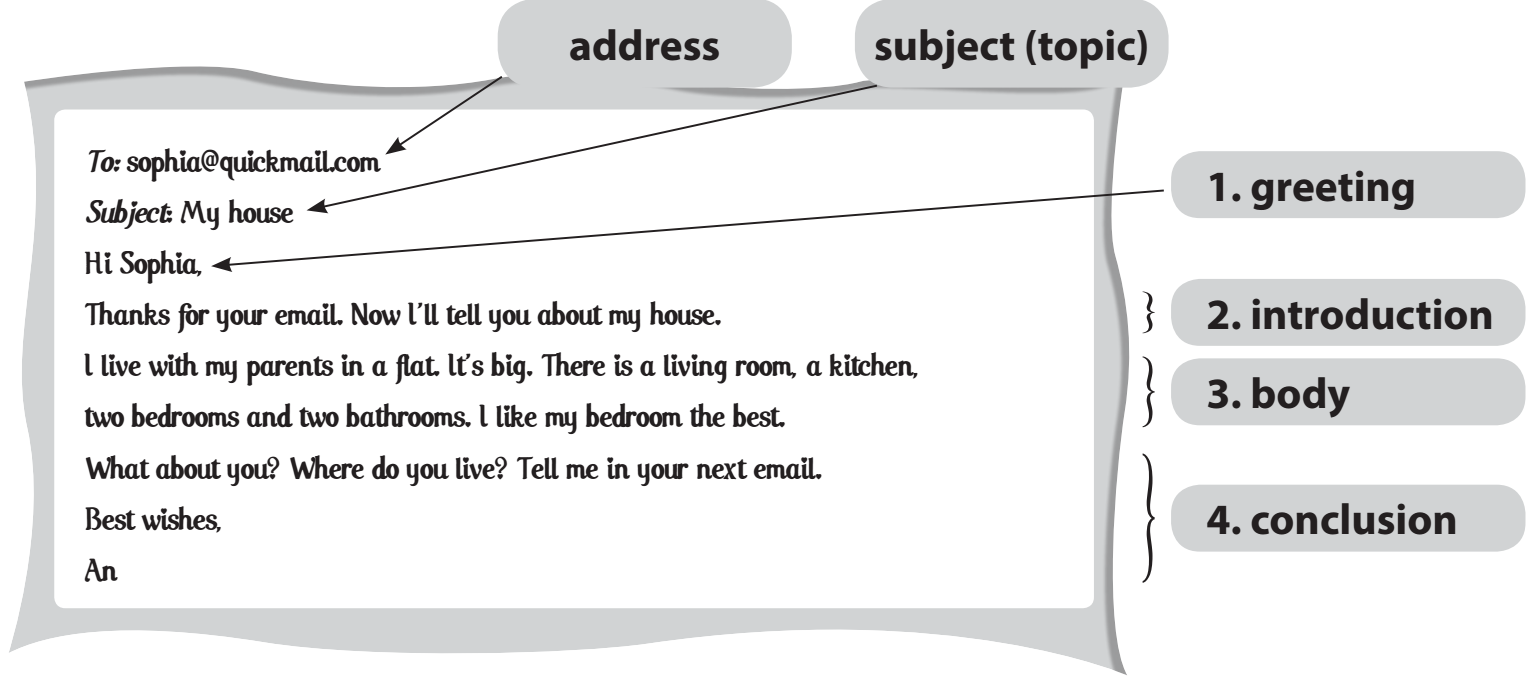 address
subject (topic)
To: sophia@quickmail.com
Subject: My house
1. greeting
Hi Sophia,
Thanks for your email. Now I'll tell you about my house.
2. introduction
I live with my parents in a flat. It's big. There is a living room, a kitchen,
3. body
two bedrooms and two bathrooms. I like my bedroom the best.
What about you? Where do you live? Tell me in your next email.
4. conclusion
Best wishes,
An